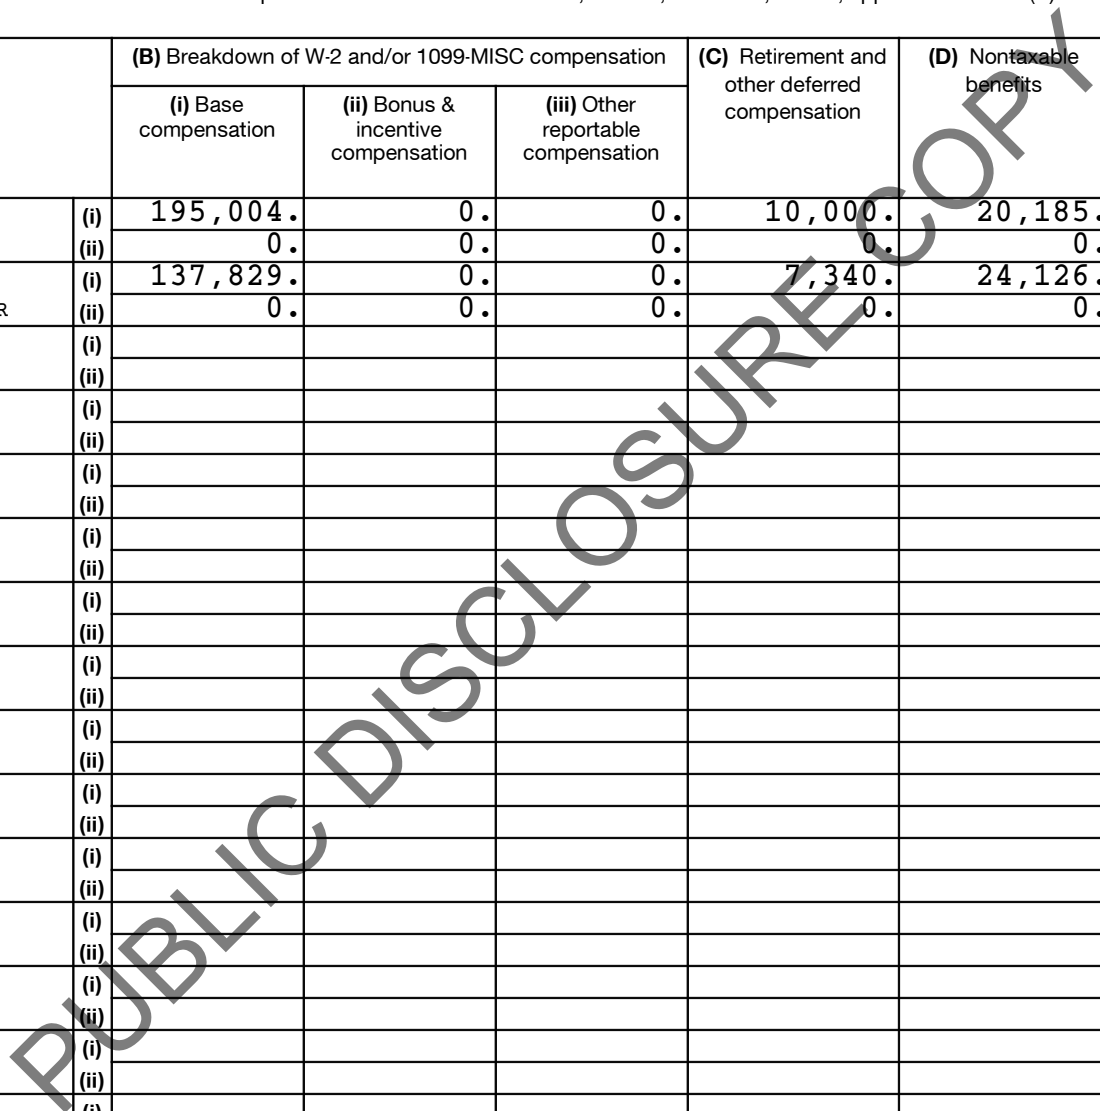 (B) Breakdown of W-2 and/or 1099-MISC compensation
(C) Retirement and
other deferred
compensation
(D) Nontaxable
benefits
(i) Base
compensation
(ii) Bonus &
incentive
compensation
(iii) Other
reportable
compensation
(i) 195,004. 0. 0. 10,000. 20,185.
(ii) 0. 0. 0. 0. 0.
(i) 137,829. 0. 0. 7,340. 24,126.
R (ii) 0. 0. 0. 0. 0.
(i)
(ii)
(i)
(ii)
(i)
(ii)
(i)
(ii)
(i)
(ii)
(i)
(ii)
(i)
(ii)
(i)
(ii)
(i)
(ii)
(i)
(ii)
(i)
(ii)
(i)
(ii)
(i)
PUBLIC DISCLOSURE COPY